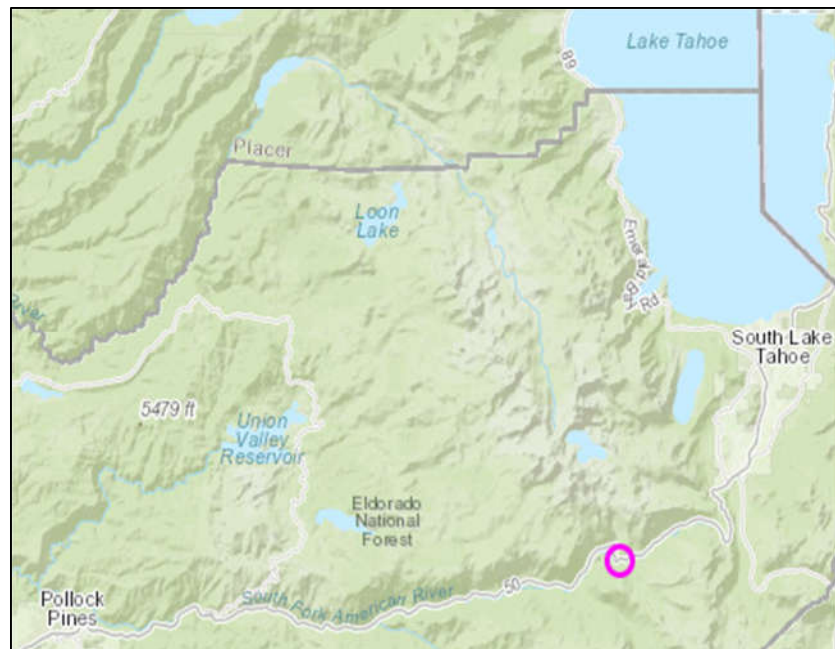 Lake Tahoe
89
Placer
Loon
Lake
Emerald
Bay Rd
South Lake
Tahoe
River
5479 ft
Union
Valley
Reservoir
Eldorado
National
Forest
50
South Fork American River
Pollock
Pines